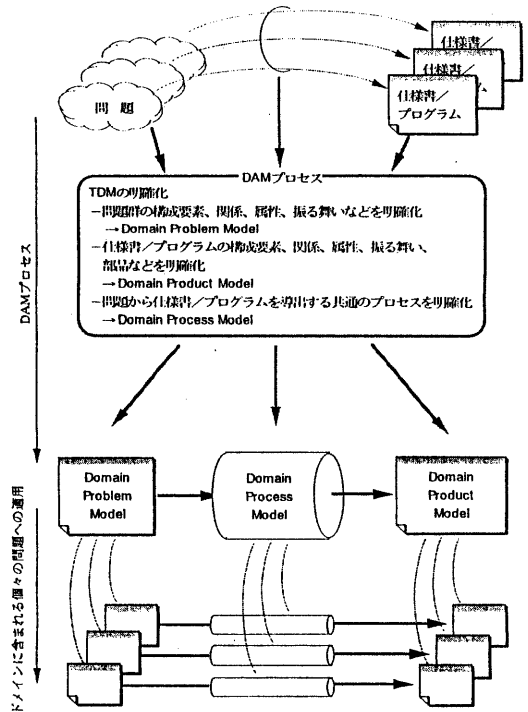 仕様書／
仕様書／
ム
仕様書／
プログラム
問題
DAMプロセス
TDMの明確化
−問題群の構成要素、関係、属性、振る舞いなどを明確化
→Domain Problem Model
−仕様書／プログラムの構成要素、関係、属性、振る舞い、
部品などを明確化
→Domain Product Model
−問題から仕様書／プログラムを導出する共通のプロセスを明確化
→Domain Process Model
DAMプロセス
Domain
Problem
Model
Domain
Process
Model
Domain
Product
Model
ドメインに含まれる個々の問題への適用